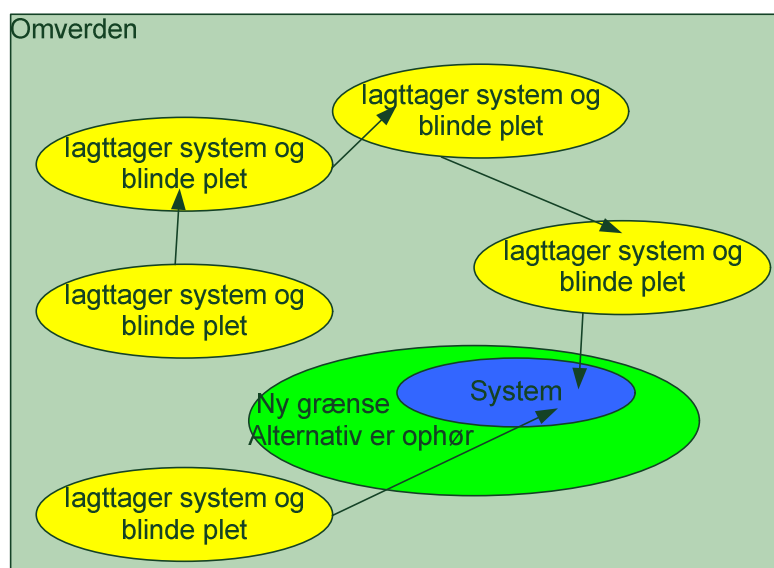 Omverden
Iagttager system og
blinde plet
Iagttager system og
blinde plet
Iagttager system og
blinde plet
Iagttager system og
blinde plet
System
Ny grænse
Alternativ er ophør
Iagttager system og
blinde plet